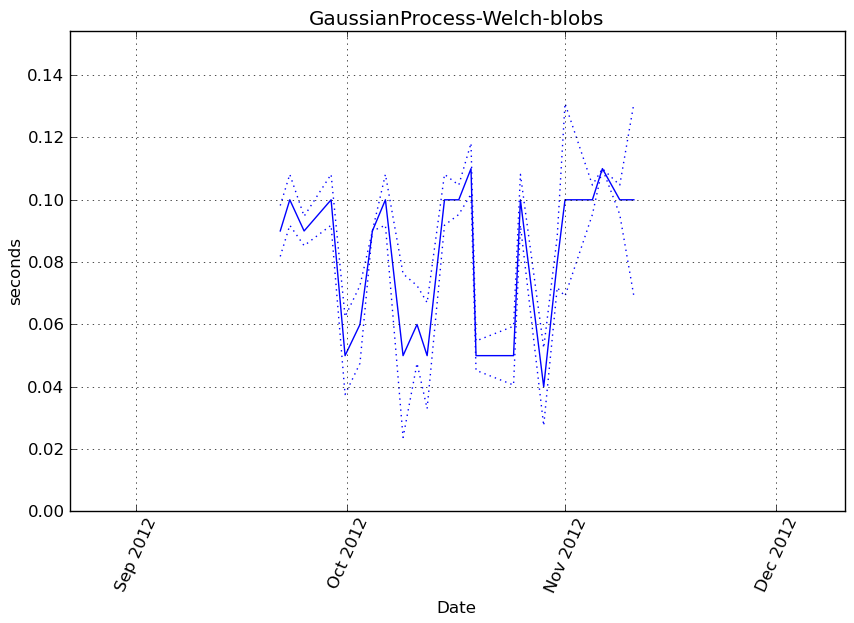 GaussianProcess-Welch-blobs
0.14
0.12
0.10
0.08
0.06
0.04
0.02
0.00
seconds
Sep 2012
Oct 2012
Nov 2012
Dec 2012
Date